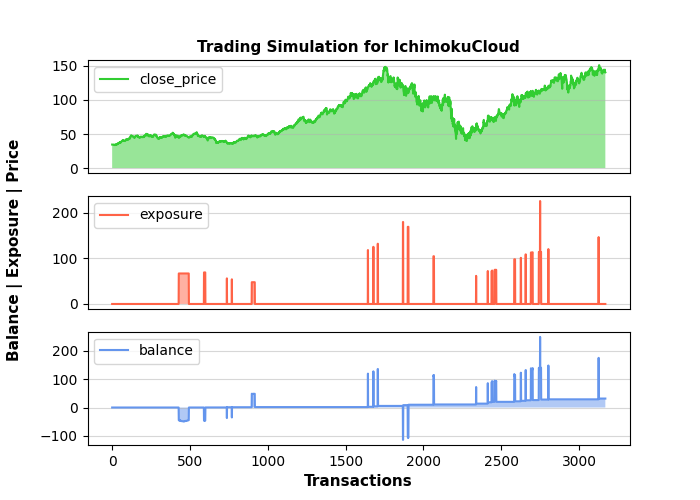 Trading Simulation for IchimokuCloud
close_price
150
100
50
0
exposure
200
100
0
balance
200
100
0
−100
0 500 1000 1500 2000 2500 3000
Transactions
Balance | Exposure | Price